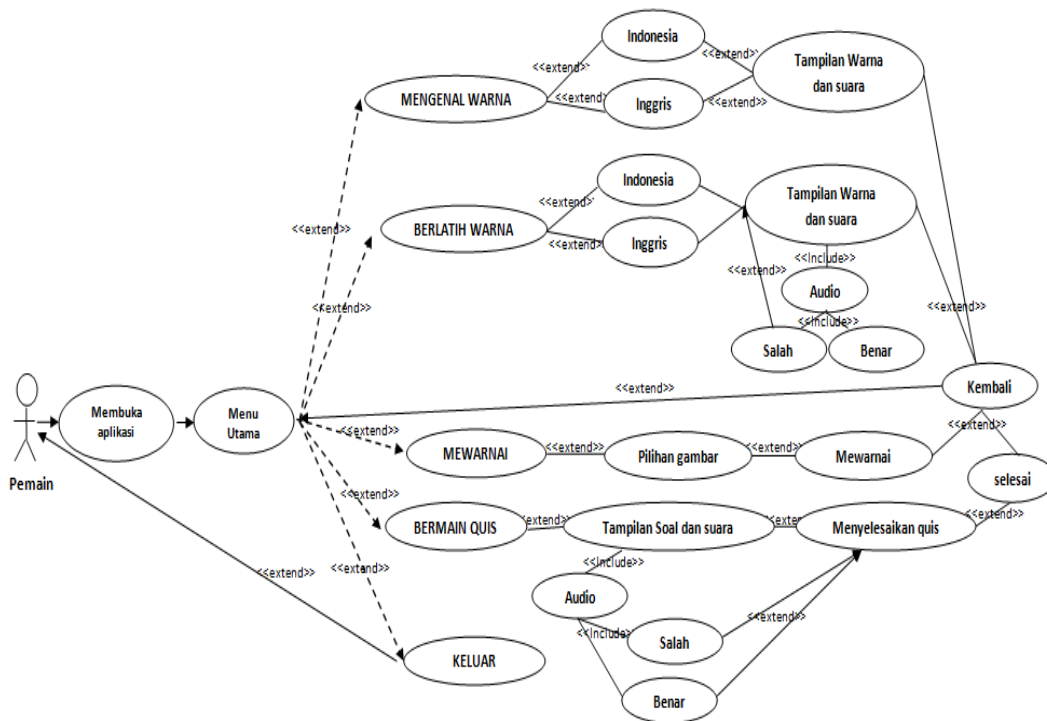 Indonesia
<<extend>>
<<extend>>
Tampilan Warna
dan suara
MENGENAL WARNA
<<extend>>
Inggris
<<extend>>
Indonesia
<<extend>>
Tampilan Warna
dan suara
<<extend>>
BERLATIH WARNA
<<extend>>
Inggris
<<Include>>
<<extend>>
Audio
<<extend>>
<<extend>>
<<Include>>
Salah
Benar
<<extend>>
Kembali
Membuka
aplikasi
Menu
Utama
<<extend>>
<<extend>>
Pemain
MEWARNAI
<<extend>>
Pilihan gambar
<<extend>>
Mewarnai
selesai
<<extend>>
BERMAIN QUIS
<<extend>>
Tampilan Soal dan suara
<<extend>>
Menyelesaikan quis
<<extend>>
<<Include>>
<<extend>>
<<extend>>
Audio
<<Include>>
Salah
<<extend>>
KELUAR
Benar